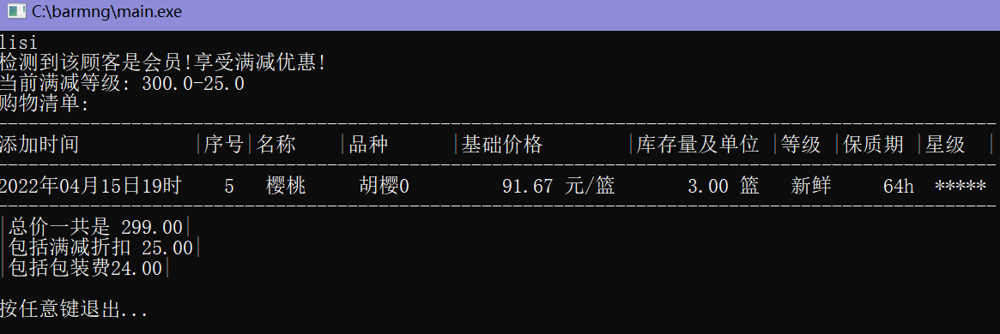 C:\barmng\main.exe
lisi
检测到该顾客是会员!享受满减优惠!
当前满减等级: 300.0-25.0
购物清单:
添加时间 |序号|名称 |品种 |基础价格 |库存量及单位 |等级 |保质期 |星级 |
2022年04月15日19时 5 樱桃 胡樱0 91.67 元/篮 3.00 篮 新鲜 64h *****
|总价一共是 299.00|
|包括满减折扣 25.00|
|包括包装费24.00|
按任意键退出...